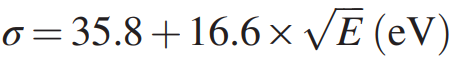 σ = 35.8 + 16.6 × √E (eV)